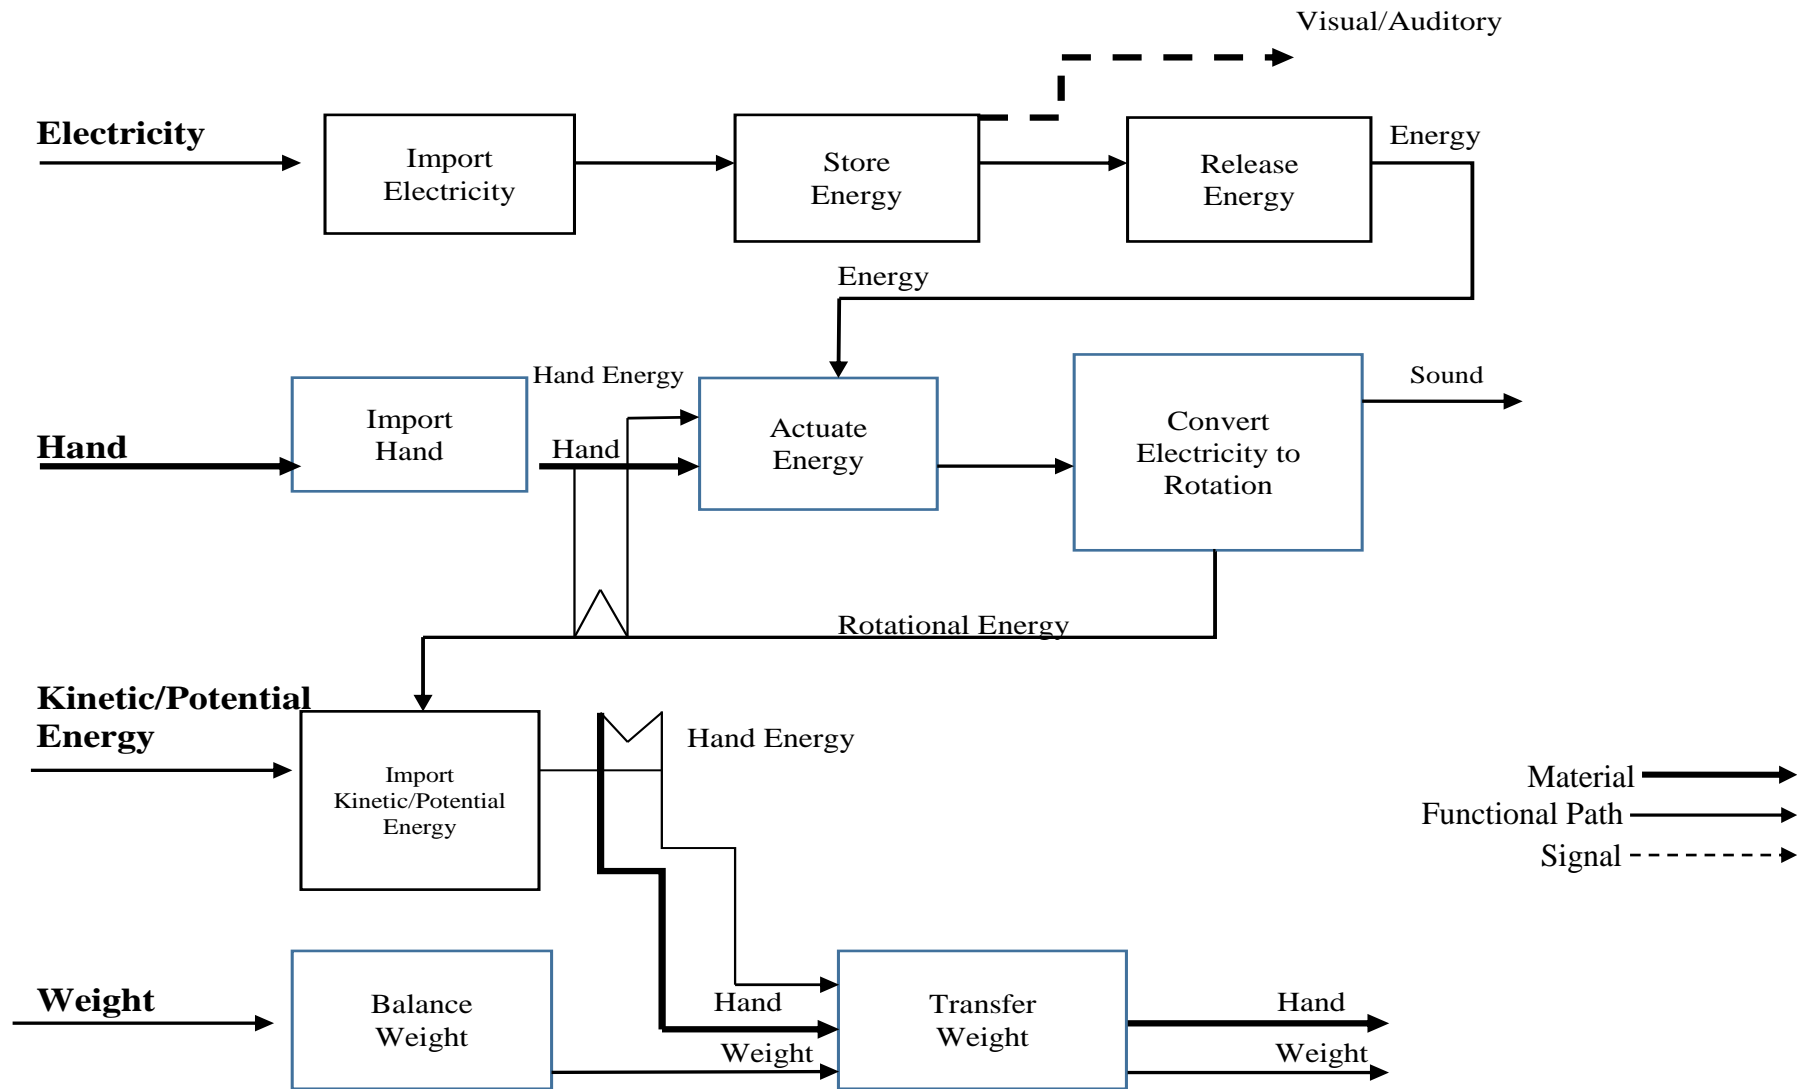 Visual/Auditory
Electricity
Import
Electricity
Store
Energy
Release
Energy
Energy
Energy
Hand
Import
Hand
Hand Energy
Hand
Actuate
Energy
Convert
Electricity to
Rotation
Sound
Rotational Energy
Kinetic/Potential
Energy
Import
Kinetic/Potential
Energy
Hand Energy
Material
Functional Path
Signal
Weight
Balance
Weight
Hand
Weight
Transfer
Weight
Hand
Weight